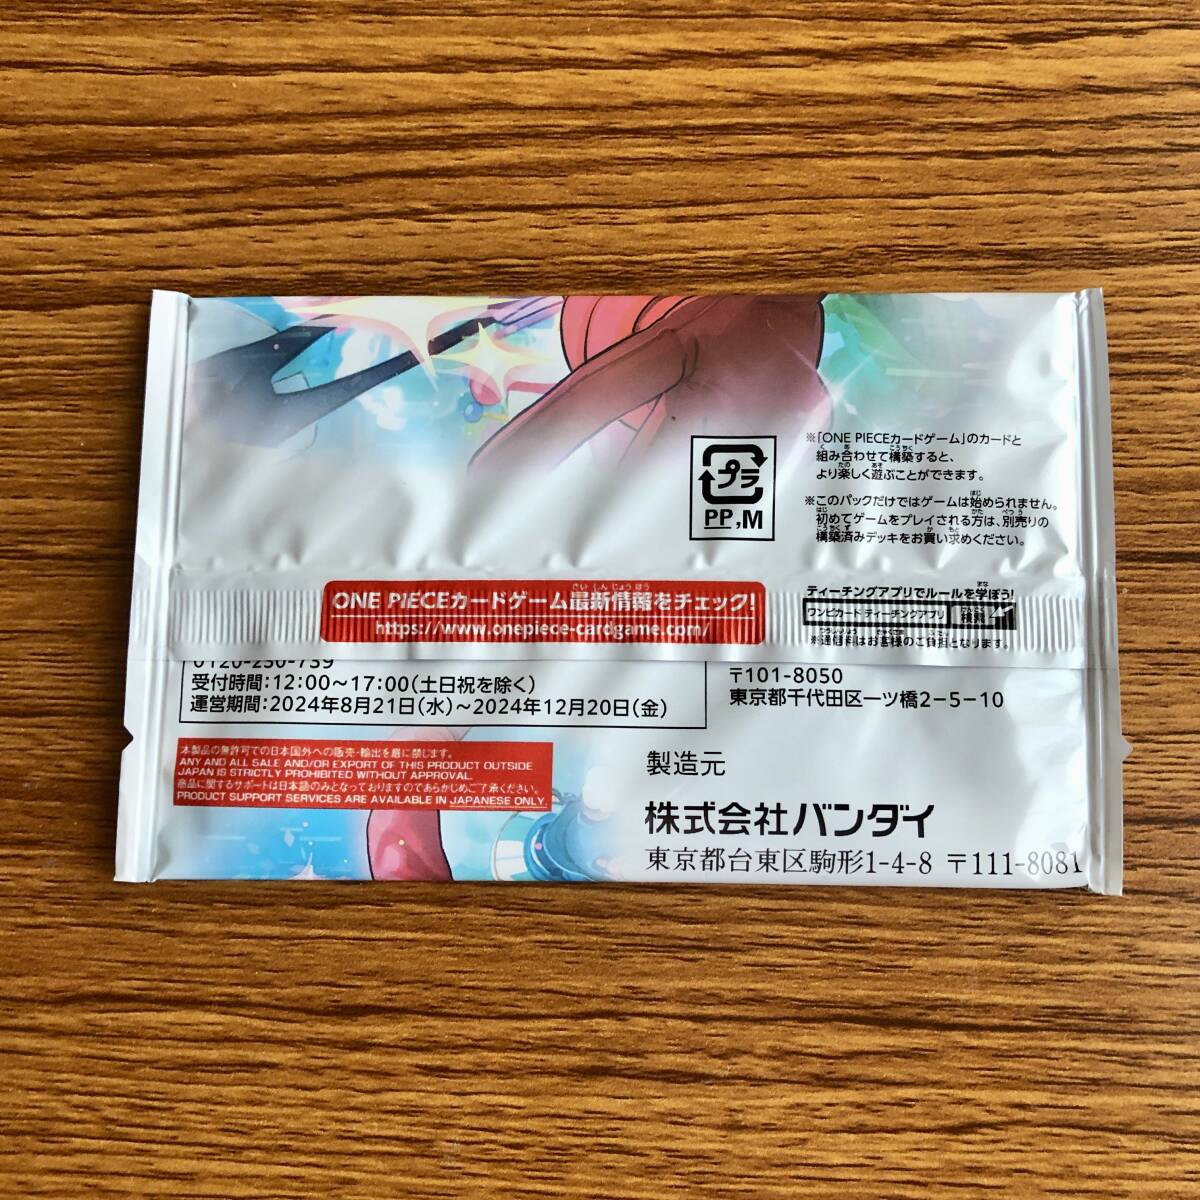 プラ
PP,M
※「ONE PIECEカードゲーム」のカードと
組み合わせて構築すると、
より楽しく遊ぶことができます。
※このパックだけではゲームは始められません。
初めてゲームをプレイされる方は、別売りの
構築済みデッキをお買い求めください。
ONE PIECEカードゲーム最新情報をチェック!
https://www.onepiece-cardgame.com/
ティーチングアプリでルールを学ぼう!
ワンピカード ティーチングアプリ 検索
※通信料はお客様のご負担となります。
0120-230-739
受付時間:12:00～17:00(土日祝を除く)
運営期間:2024年8月21日(水)～2024年12月20日(金)
〒101-8050
東京都千代田区一ツ橋2-5-10
本製品の無許可での日本国外への販売・輸出を厳に禁じます。
ANY AND ALL SALE AND/OR EXPORT OF THIS PRODUCT OUTSIDE
JAPAN IS STRICTLY PROHIBITED WITHOUT APPROVAL.
商品に関するサポートは日本語のみとなっておりますのであらかじめご了承ください。
PRODUCT SUPPORT SERVICES ARE AVAILABLE IN JAPANESE ONLY.
製造元
株式会社バンダイ
東京都台東区駒形1-4-8 〒111-8081